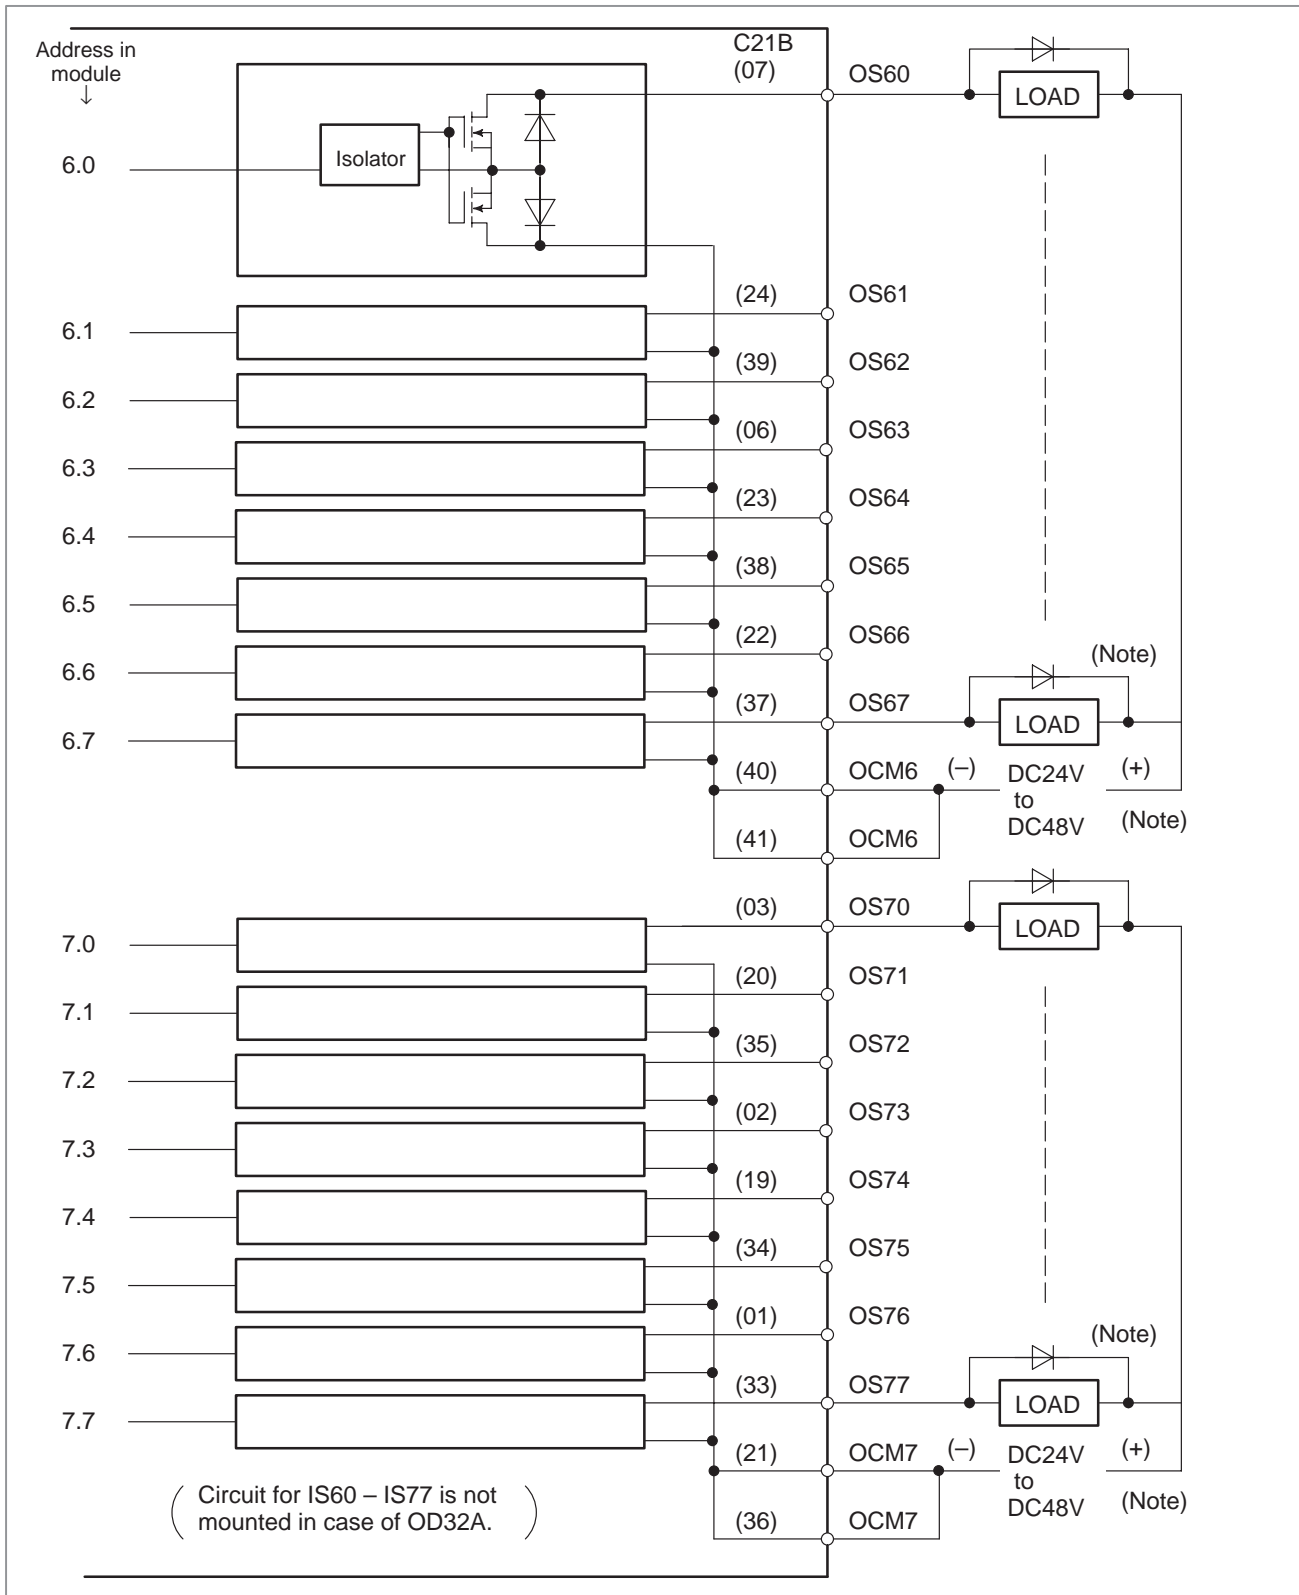 Address in
module
C21B
(07)
OS60
LOAD
6.0
Isolator
(24)
OS61
6.1
(39)
OS62
6.2
(06)
OS63
6.3
(23)
OS64
6.4
(38)
OS65
6.5
(22)
OS66
6.6
(Note)
(37)
OS67
LOAD
6.7
(40)
OCM6
(–)
DC24V
to
DC48V
(+)
(Note)
(41)
OCM6
(03)
OS70
LOAD
7.0
(20)
OS71
7.1
(35)
OS72
7.2
(02)
OS73
7.3
(19)
OS74
7.4
(34)
OS75
7.5
(01)
OS76
7.6
(Note)
(33)
OS77
LOAD
7.7
(21)
OCM7
(–)
DC24V
to
DC48V
(+)
(Note)
(36)
OCM7
Circuit for IS60 – IS77 is not
mounted in case of OD32A.